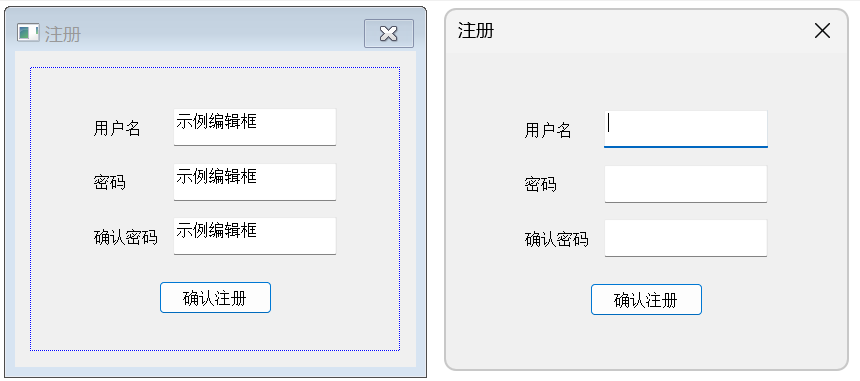 注册
用户名 示例编辑框
密码 示例编辑框
确认密码 示例编辑框
确认注册
注册
用户名
密码
确认密码
确认注册